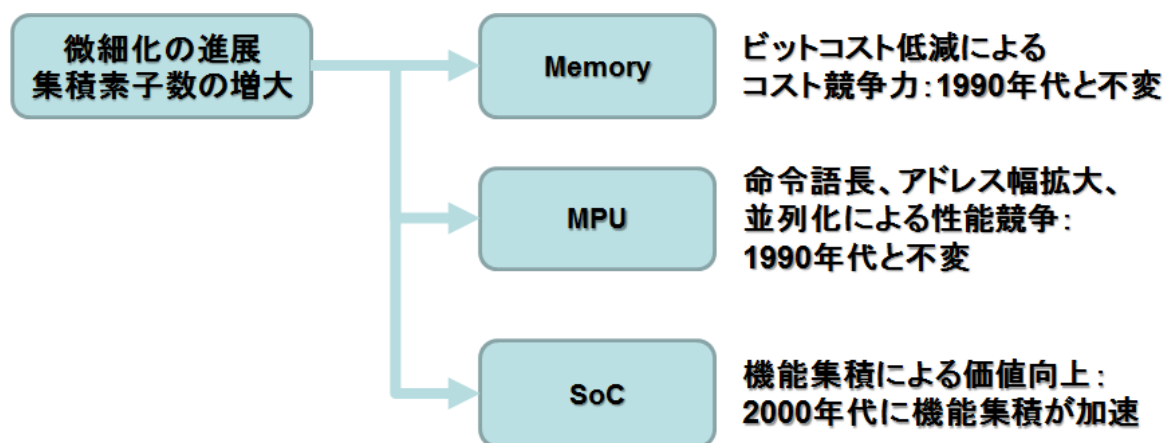 微細化の進展
集積素子数の増大
Memory
ビットコスト低減による
コスト競争力：1990年代と不変
MPU
命令語長、アドレス幅拡大、
並列化による性能競争：
1990年代と不変
SoC
機能集積による価値向上：
2000年代に機能集積が加速